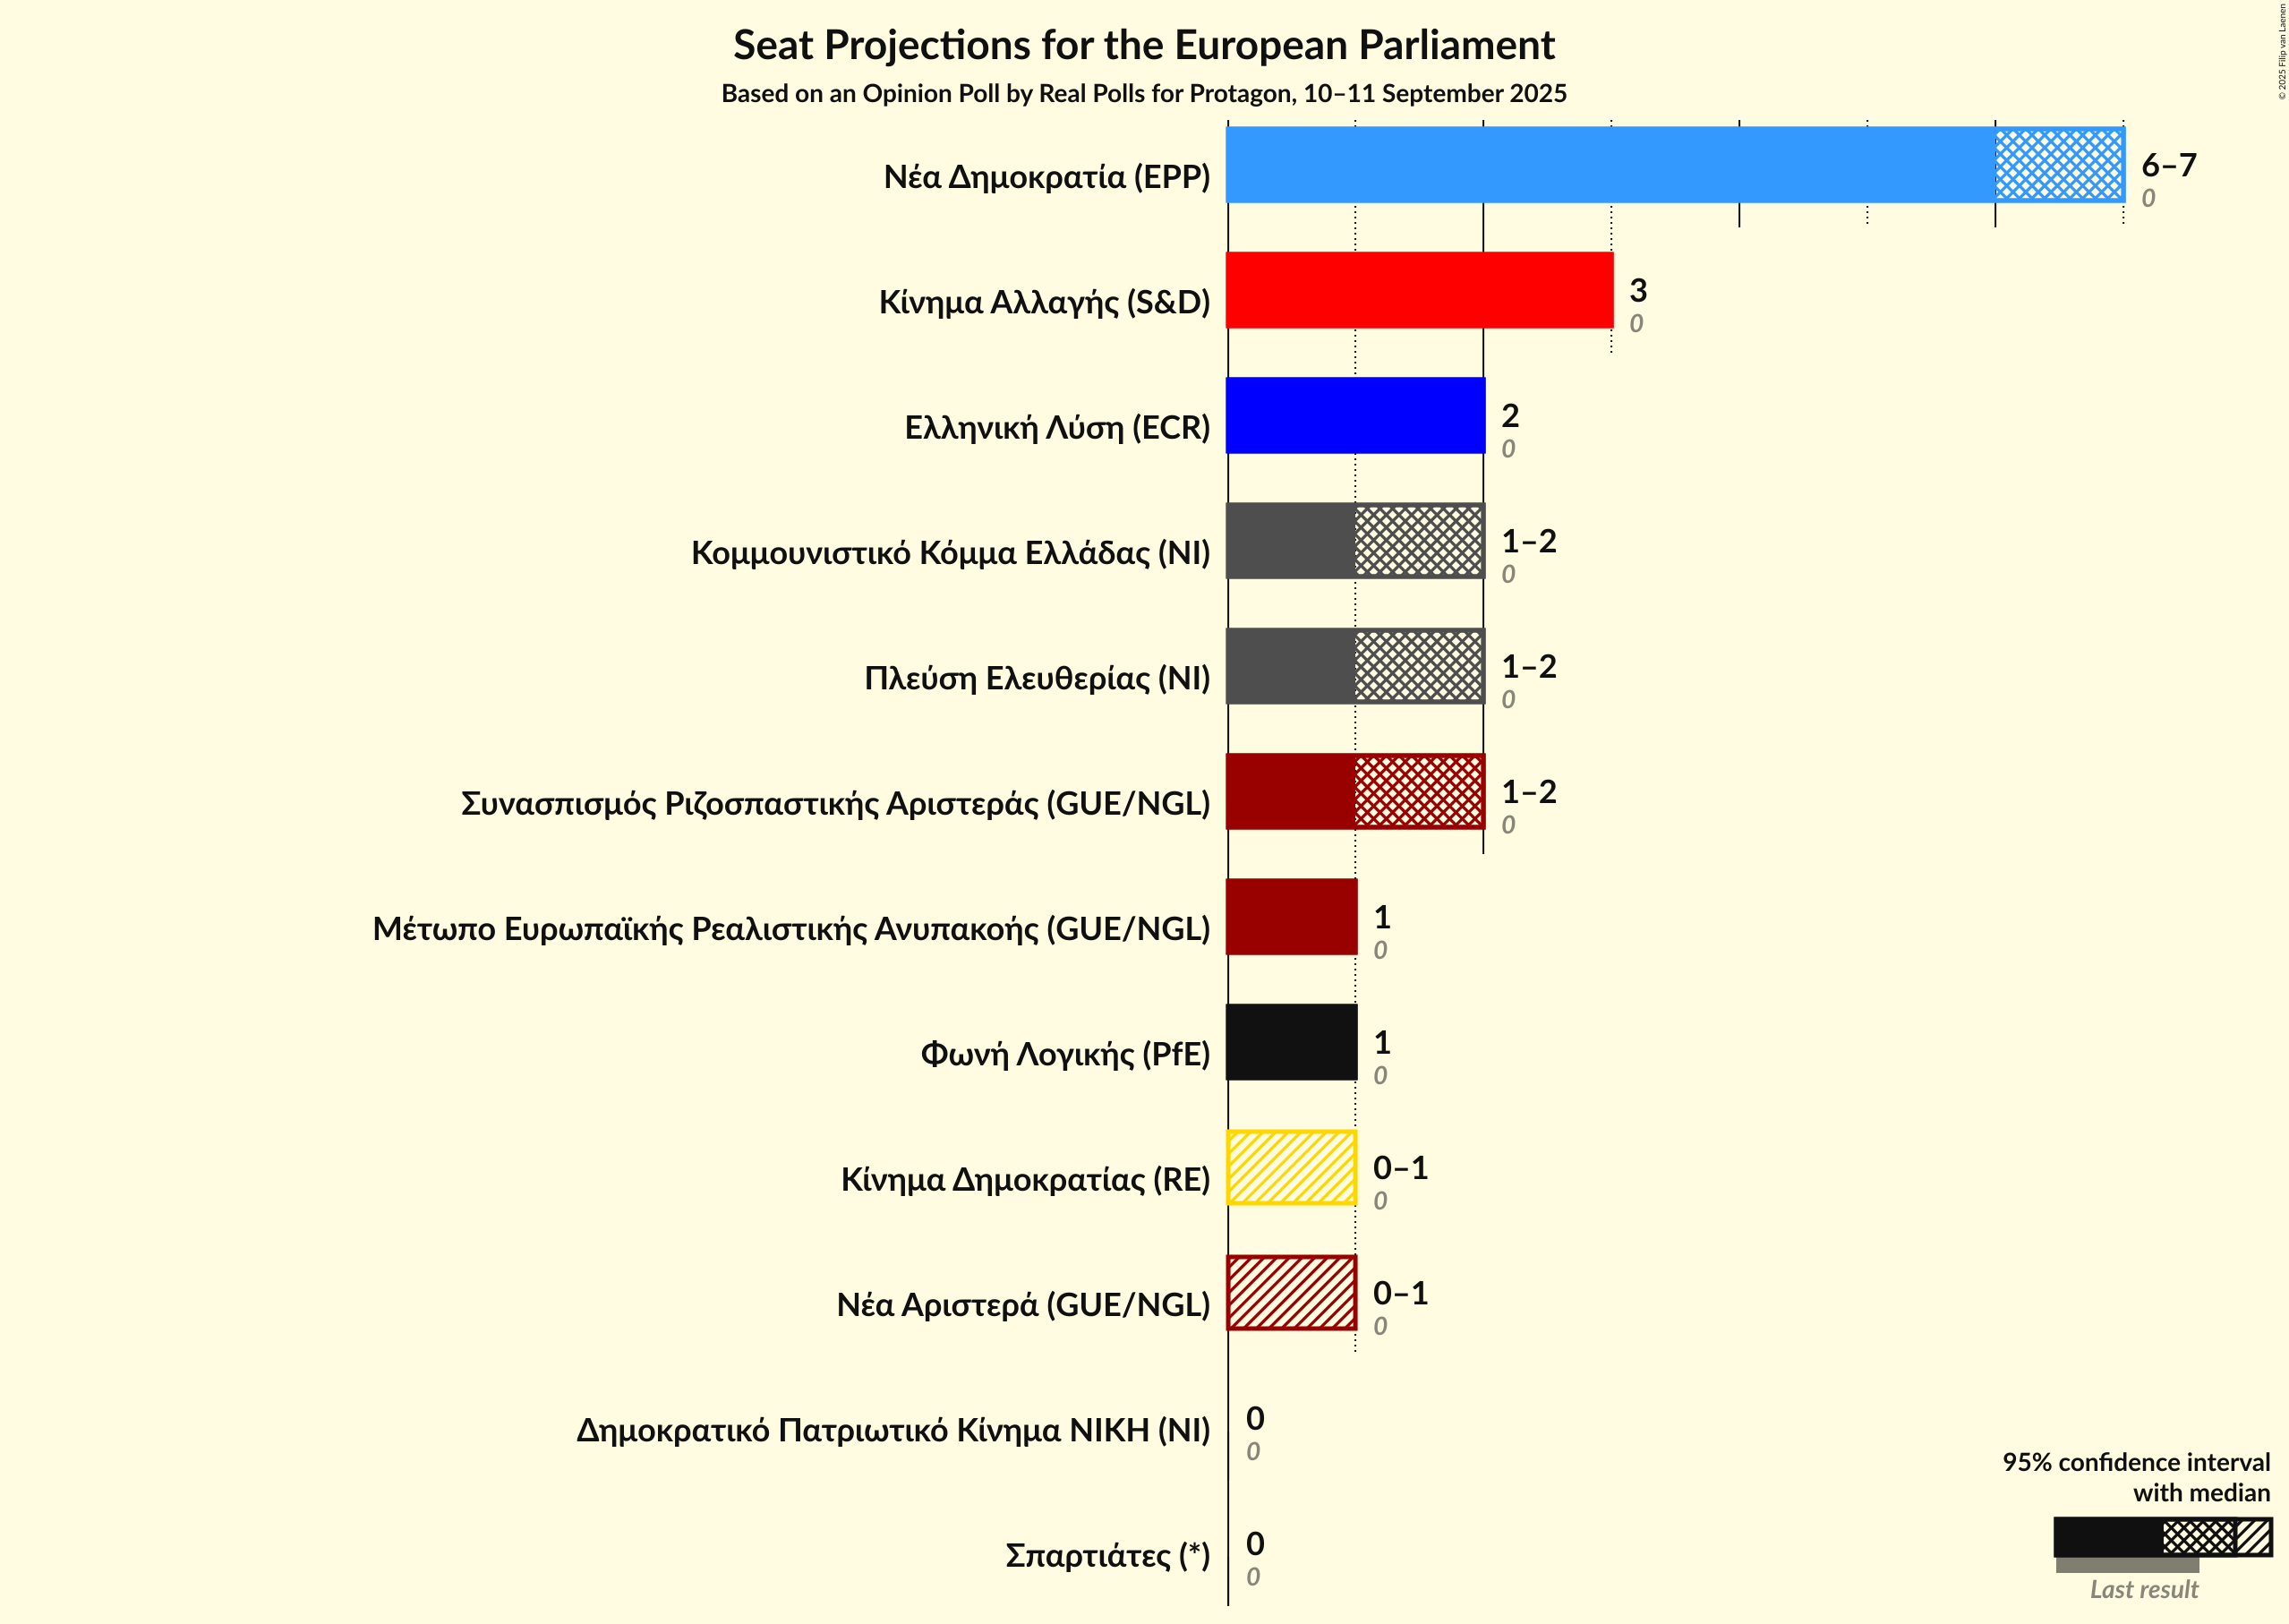 Seat Projections for the European Parliament
Based on an Opinion Poll by Real Polls for Protagon, 10–11 September 2025
© 2025 Filip van Laenen
Νέα Δημοκρατία (EPP)
6–7
0
Κίνημα Αλλαγής (S&D)
3
0
Ελληνική Λύση (ECR)
2
0
Κομμουνιστικό Κόμμα Ελλάδας (NI)
1–2
0
Πλεύση Ελευθερίας (NI)
1–2
0
Συνασπισμός Ριζοσπαστικής Αριστεράς (GUE/NGL)
1–2
0
Μέτωπο Ευρωπαϊκής Ρεαλιστικής Ανυπακοής (GUE/NGL)
1
0
Φωνή Λογικής (PfE)
1
0
Κίνημα Δημοκρατίας (RE)
0–1
0
Νέα Αριστερά (GUE/NGL)
0–1
0
Δημοκρατικό Πατριωτικό Κίνημα ΝΙΚΗ (NI)
0
0
Σπαρτιάτες (*)
0
0
95% confidence interval
with median
Last result